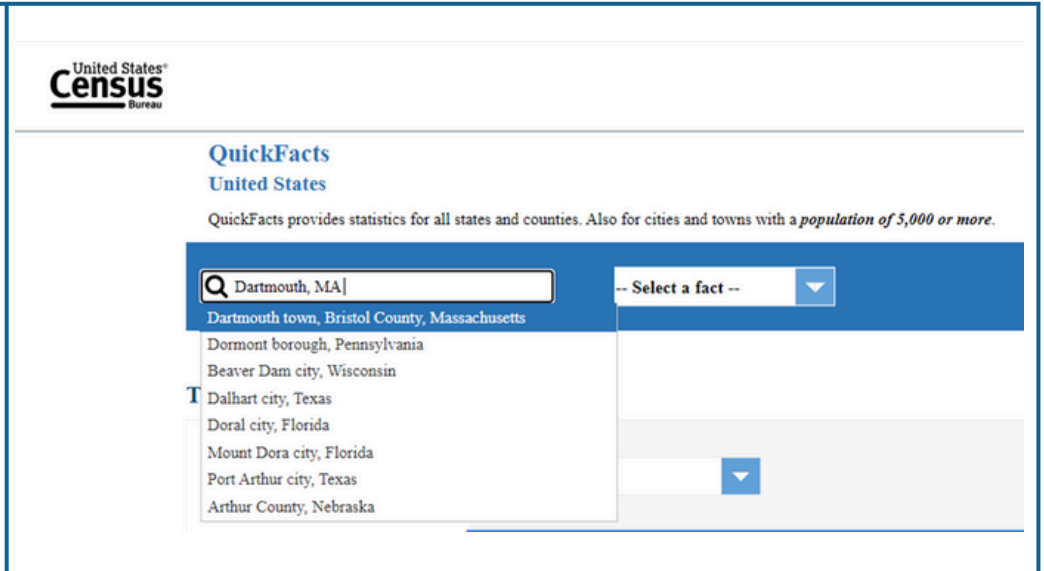 United States®
Census
Bureau
QuickFacts
United States
QuickFacts provides statistics for all states and counties. Also for cities and towns with a population of 5,000 or more.
Dartmouth, MA
-- Select a fact --
Dartmouth town, Bristol County, Massachusetts
Dormont borough, Pennsylvania
Beaver Dam city, Wisconsin
T
Dalhart city, Texas
Doral city, Florida
Mount Dora city, Florida
Port Arthur city, Texas
Arthur County, Nebraska